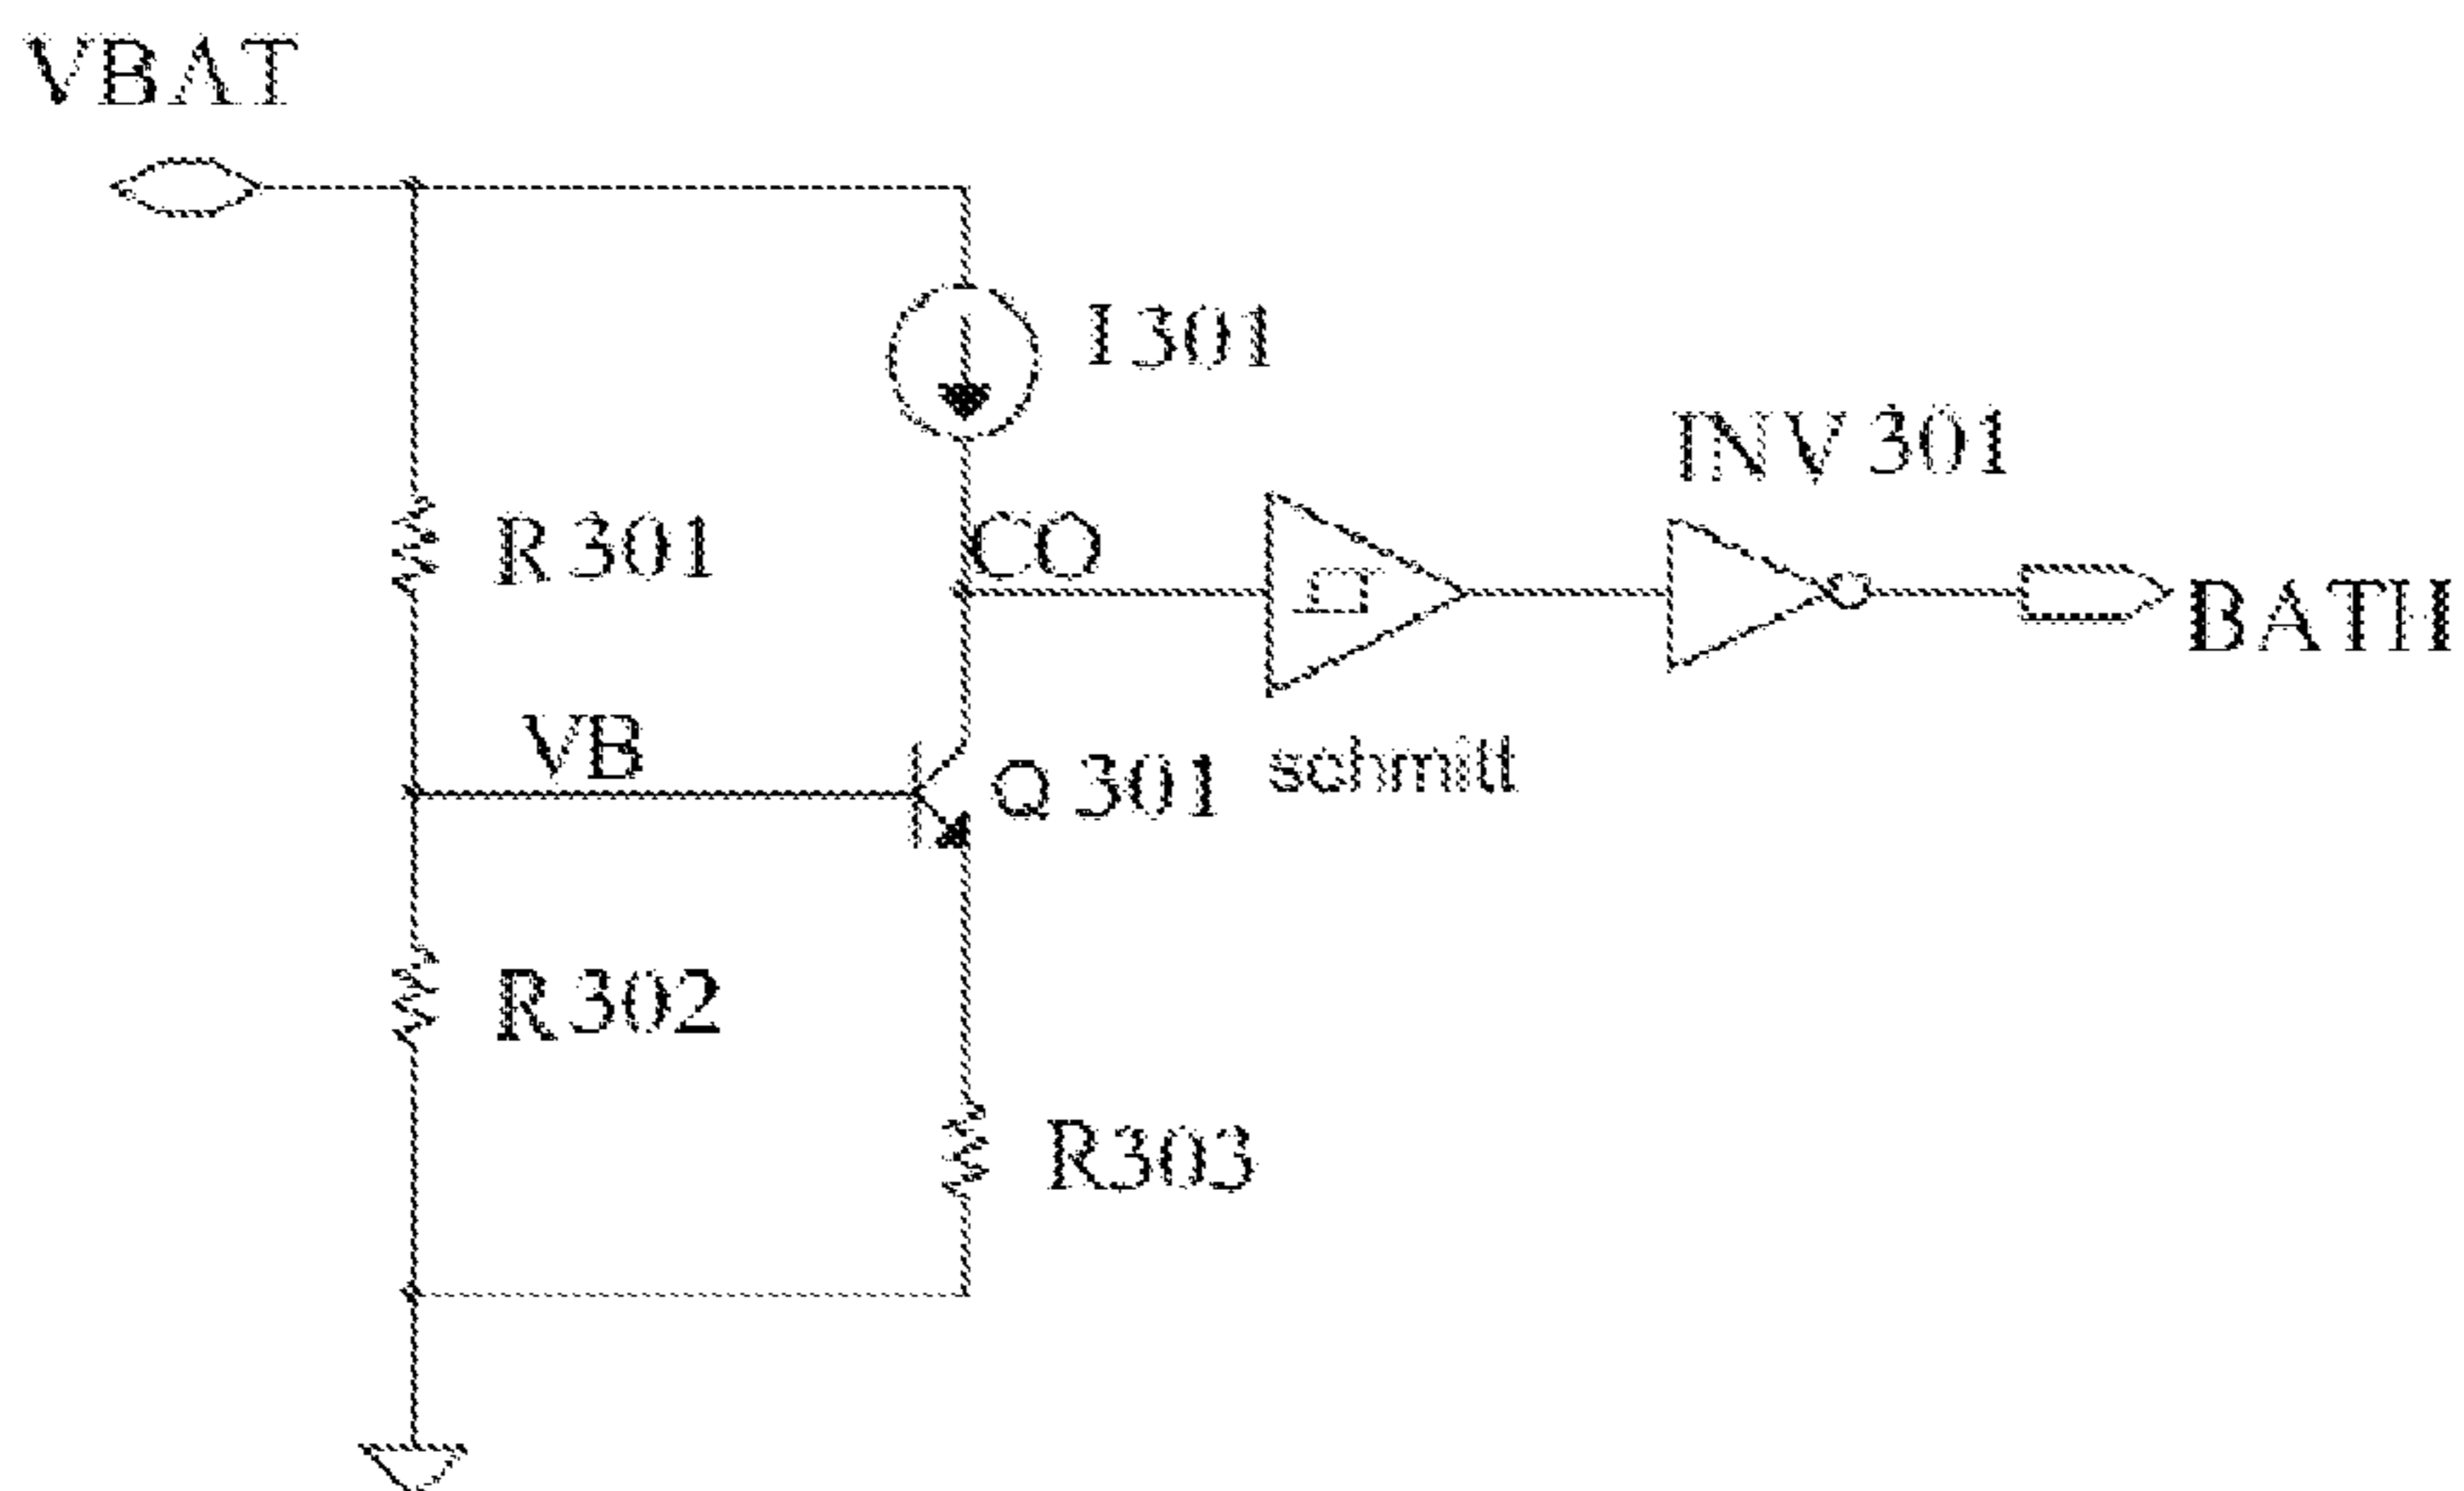 VBAT
I301
INV301
R301
CO
BATH
VB
Q301
schmitt
R302
R303